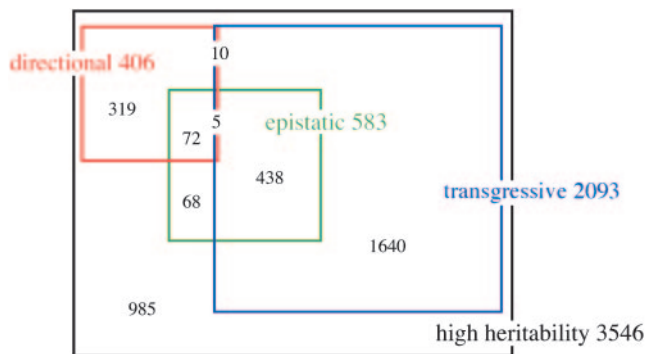 10
directional 406
319
5
epistatic 583
72
438
transgressive 2093
68
1640
985
high heritability 3546